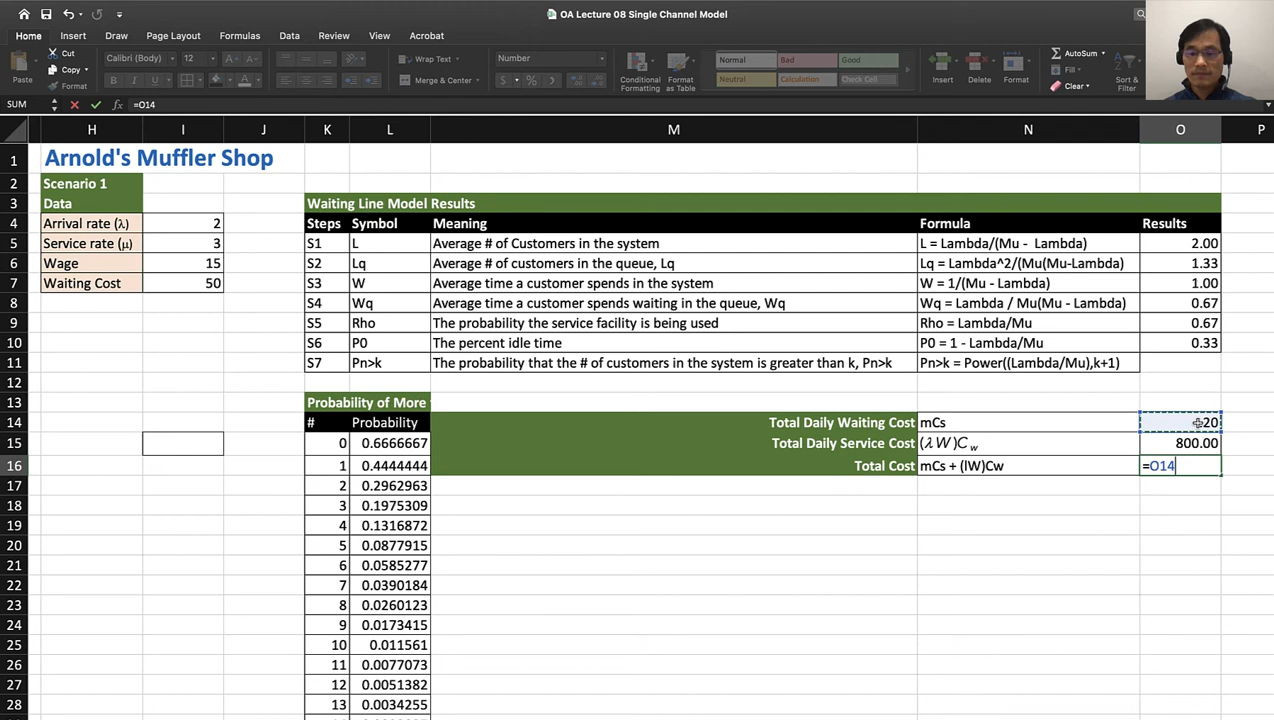 OA Lecture 08 Single Channel Model
Home Insert Draw Page Layout Formulas Data Review View Acrobat
Paste Cut Copy Format
Calibri (Body) 12
B I U A
Wrap Text
Merge & Center
Number
$ % ,
Conditional Formatting
Format as Table
Normal Bad Good
Neutral Calculation Check Cell
Insert Delete Format
AutoSum
Fill
Clear
Sort & Filter
SUM fx =O14
H I J K L M N O P
1 Arnold's Muffler Shop
2 Scenario 1
3 Data Waiting Line Model Results
4 Arrival rate (λ) 2 Steps Symbol Meaning Formula Results
5 Service rate (μ) 3 S1 L Average # of Customers in the system L = Lambda/(Mu - Lambda) 2.00
6 Wage 15 S2 Lq Average # of customers in the queue, Lq Lq = Lambda^2/(Mu(Mu-Lambda) 1.33
7 Waiting Cost 50 S3 W Average time a customer spends in the system W = 1/(Mu - Lambda) 1.00
8 S4 Wq Average time a customer spends waiting in the queue, Wq Wq = Lambda / Mu(Mu - Lambda) 0.67
9 S5 Rho The probability the service facility is being used Rho = Lambda/Mu 0.67
10 S6 P0 The percent idle time P0 = 1 - Lambda/Mu 0.33
11 S7 Pn>k The probability that the # of customers in the system is greater than k, Pn>k Pn>k = Power((Lambda/Mu),k+1)
12
13 Probability of More
14 # Probability Total Daily Waiting Cost mCs 20
15 0 0.6666667 Total Daily Service Cost (λW)C w 800.00
16 1 0.4444444 Total Cost mCs + (lW)Cw =O14
17 2 0.2962963
18 3 0.1975309
19 4 0.1316872
20 5 0.0877915
21 6 0.0585277
22 7 0.0390184
23 8 0.0260123
24 9 0.0173415
25 10 0.011561
26 11 0.0077073
27 12 0.0051382
28 13 0.0034255